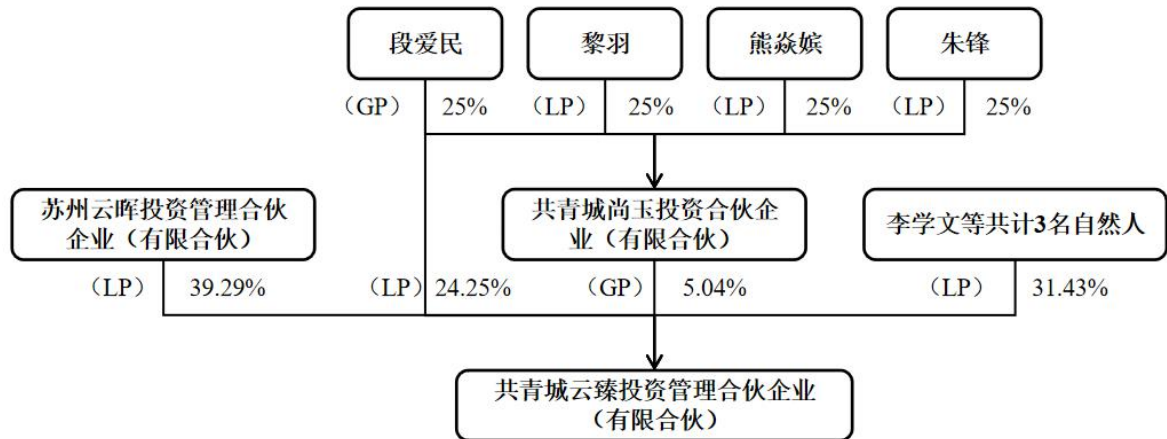 段爱民
黎羽
熊焱嫔
朱锋
（GP） 25% （LP） 25% （LP） 25% （LP） 25%
苏州云晖投资管理合伙
企业（有限合伙）
共青城尚玉投资合伙企
业（有限合伙）
李学文等共计3名自然人
（LP） 39.29% （LP） 24.25% （GP） 5.04% （LP） 31.43%
共青城云臻投资管理合伙企业
（有限合伙）